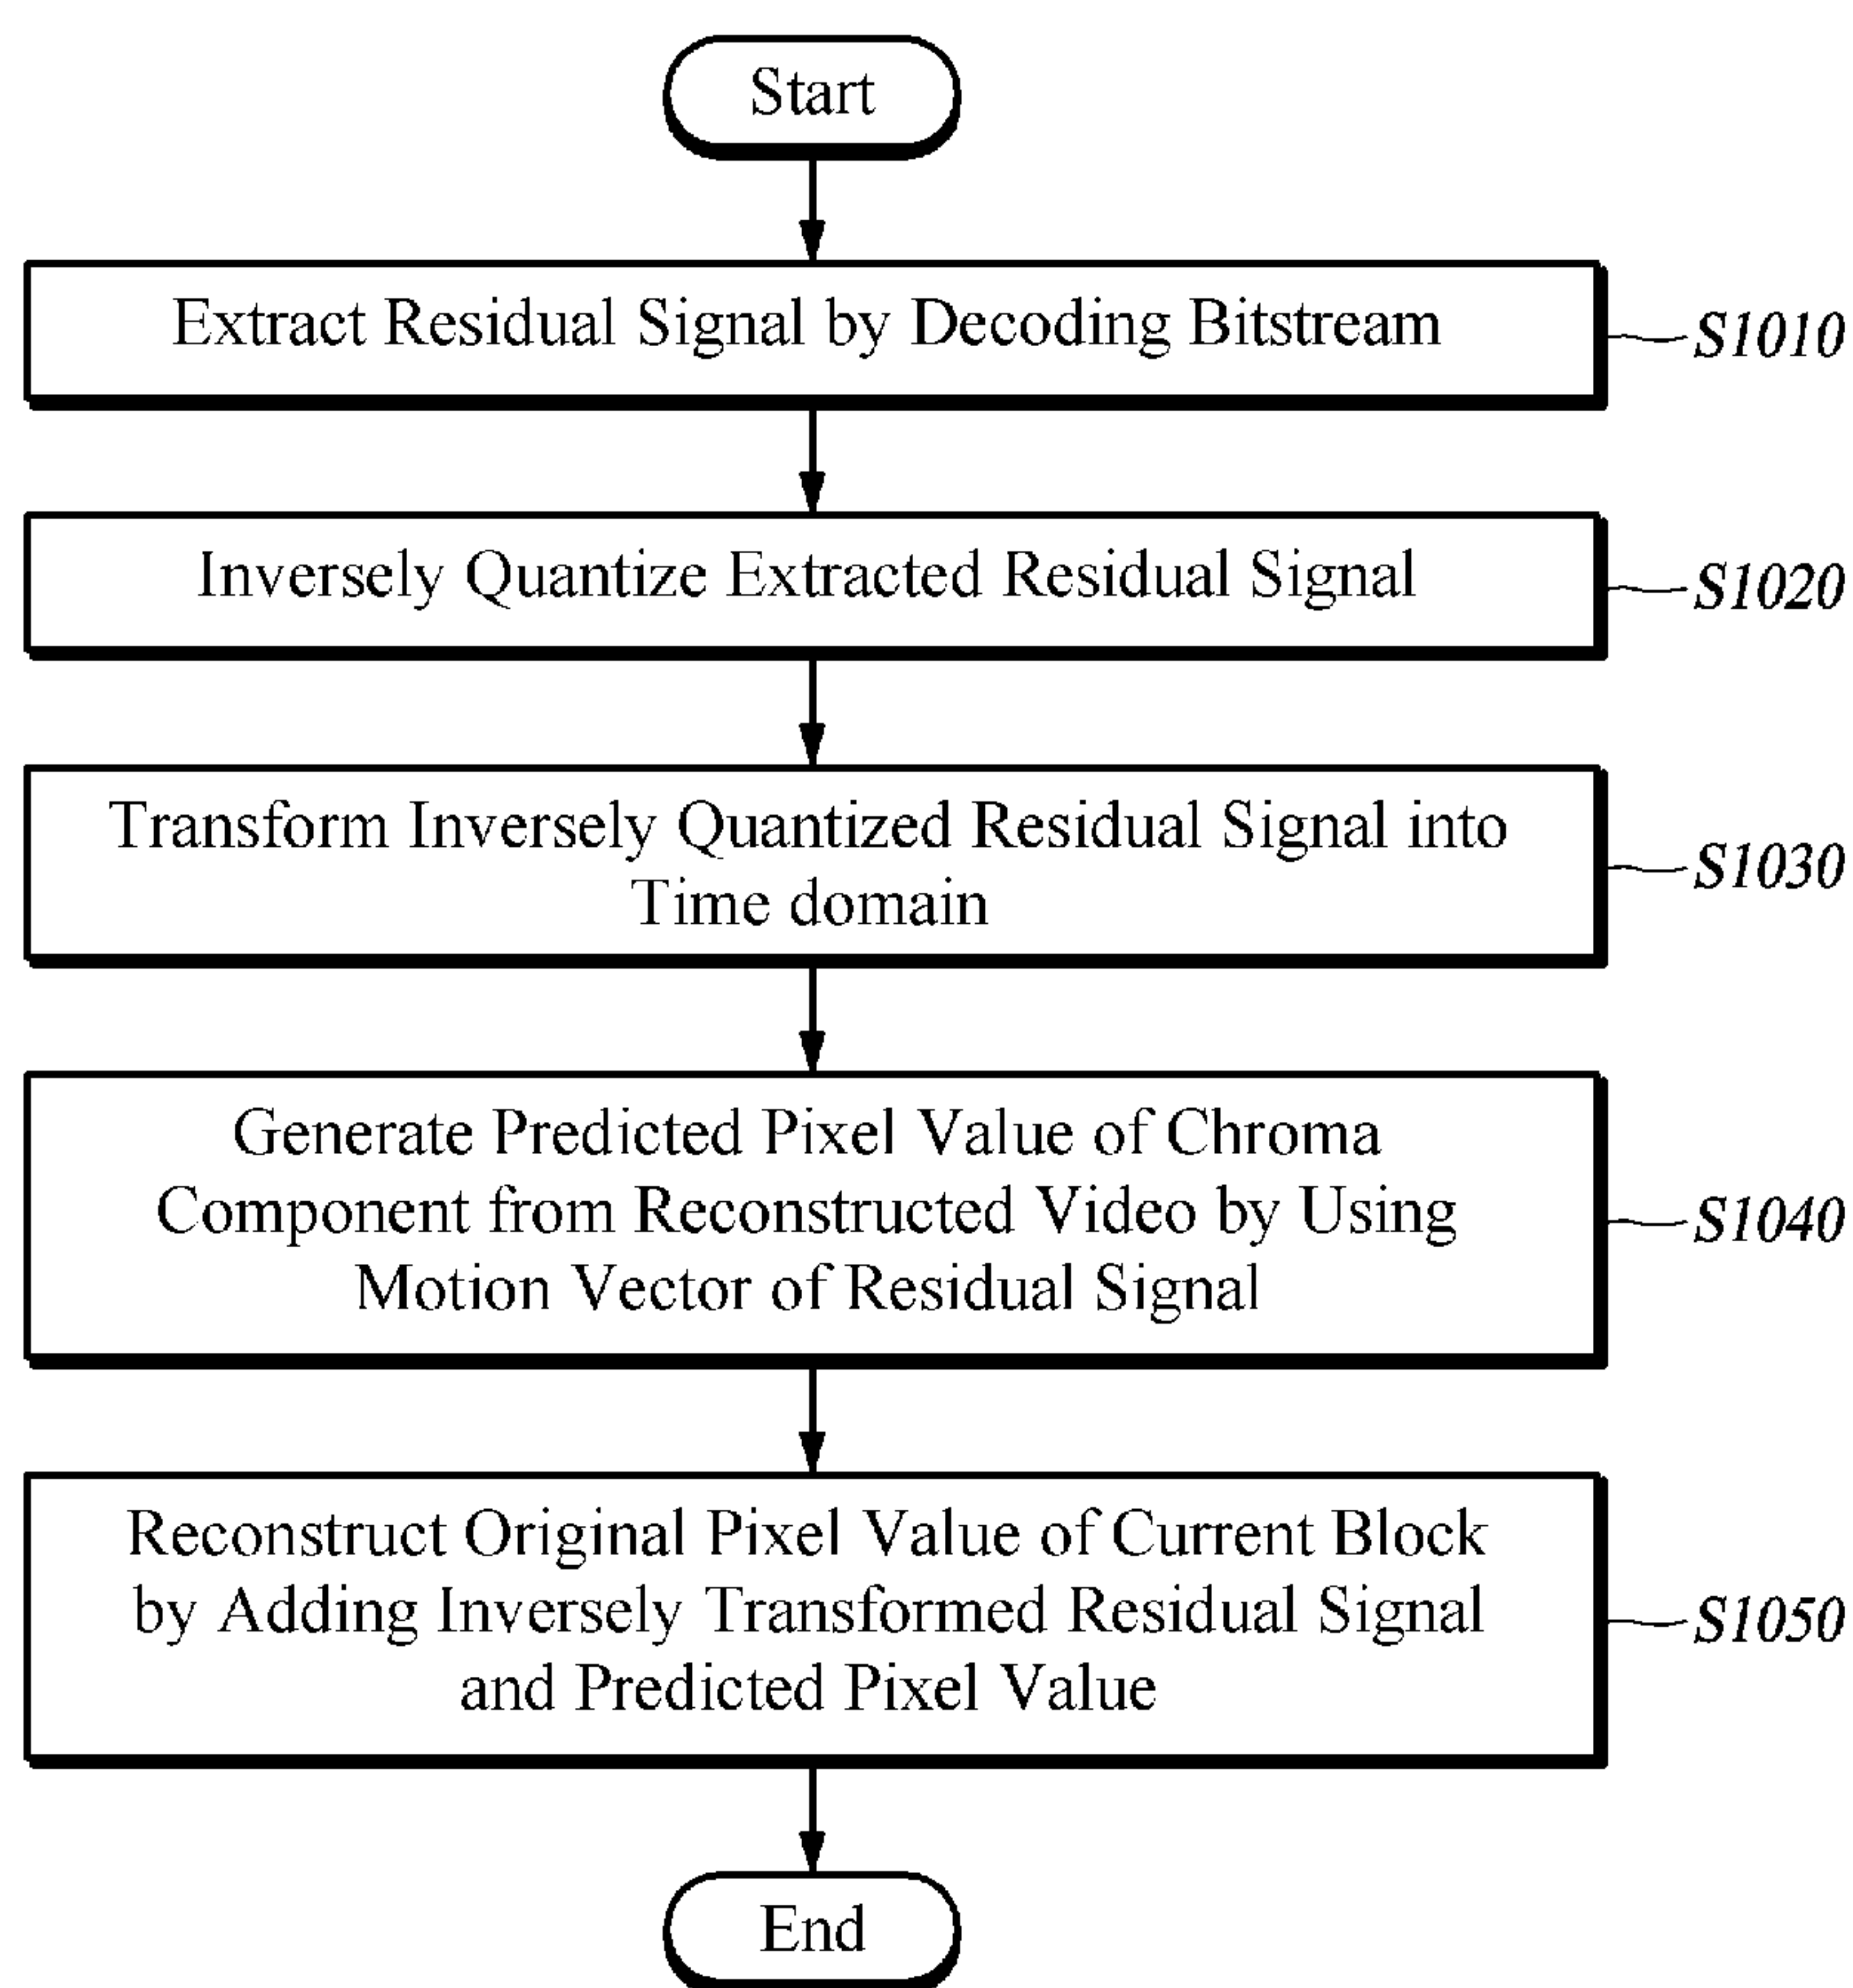 Start
Extract Residual Signal by Decoding Bitstream
S1010
Inversely Quantize Extracted Residual Signal
S1020
Transform Inversely Quantized Residual Signal into
Time domain
S1030
Generate Predicted Pixel Value of Chroma
Component from Reconstructed Video by Using
Motion Vector of Residual Signal
S1040
Reconstruct Original Pixel Value of Current Block
by Adding Inversely Transformed Residual Signal
and Predicted Pixel Value
S1050
End